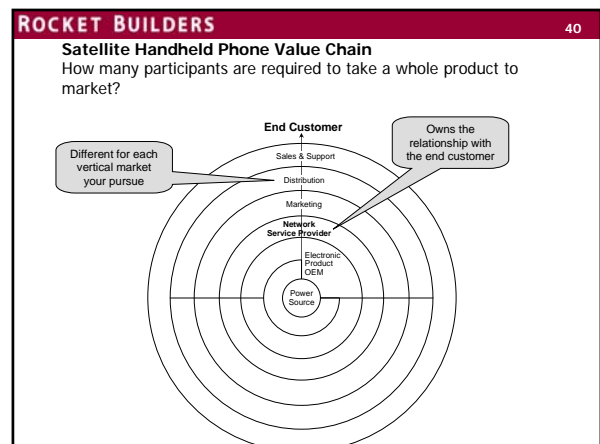 ROCKET BUILDERS
40
Satellite Handheld Phone Value Chain
How many participants are required to take a whole product to
market?
End Customer
Different for each
vertical market
your pursue
Owns the
relationship with
the end customer
Sales & Support
Distribution
Marketing
Network
Service Provider
Electronic
Product
OEM
Power
Source